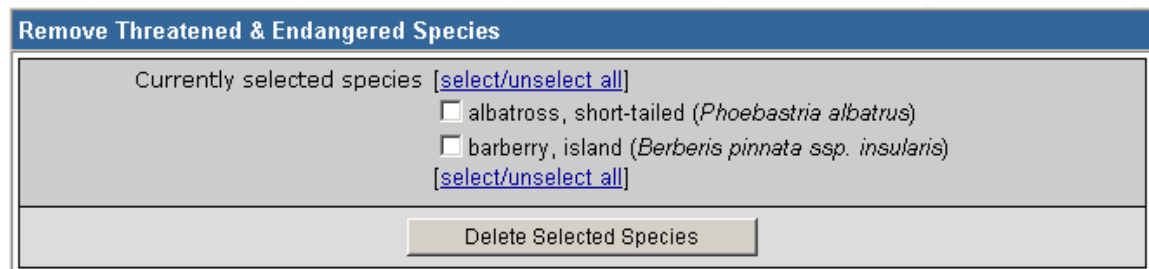 Remove Threatened & Endangered Species
Currently selected species [select/unselect all]
albatross, short-tailed (Phoebastria albatrus)
barberry, island (Berberis pinnata ssp. insularis)
[select/unselect all]
Delete Selected Species